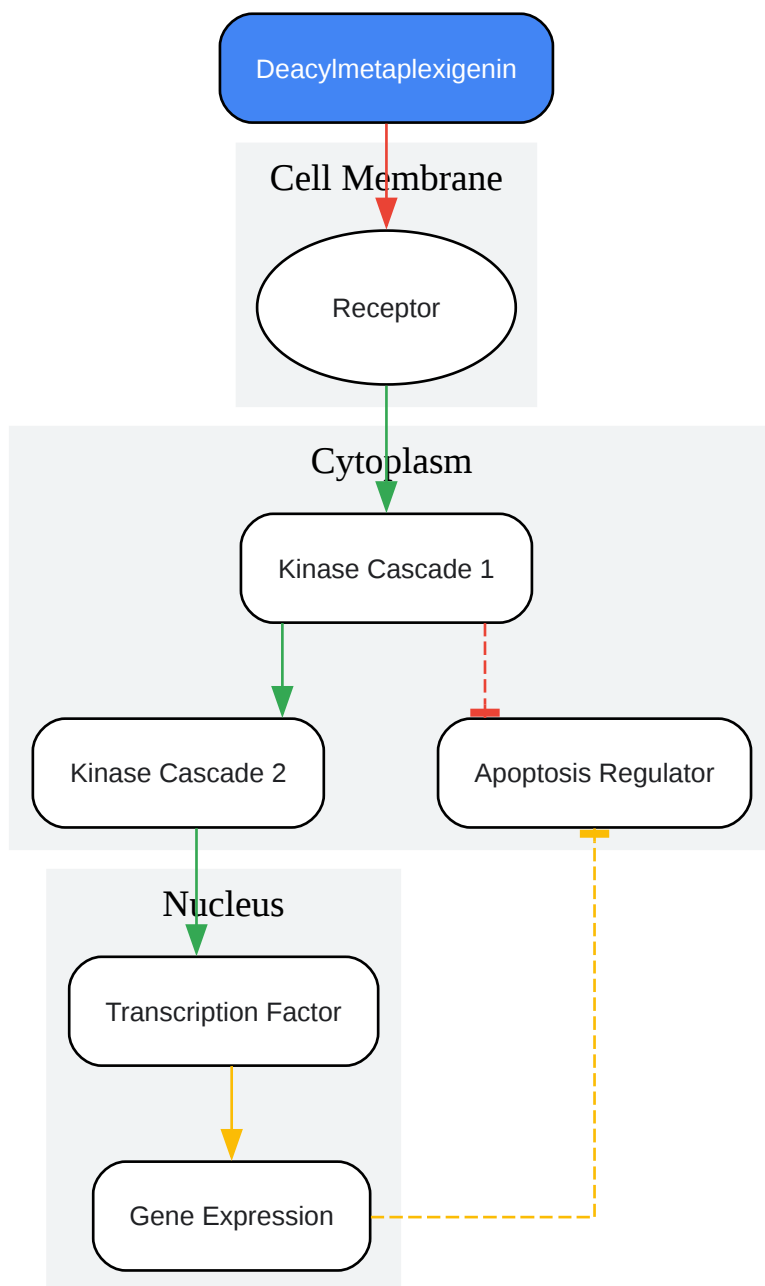 Deacylmetaplexigenin
Cell Membrane
Receptor
Cytoplasm
Kinase Cascade 1
Kinase Cascade 2
Apoptosis Regulator
Nucleus
Transcription Factor
Gene Expression